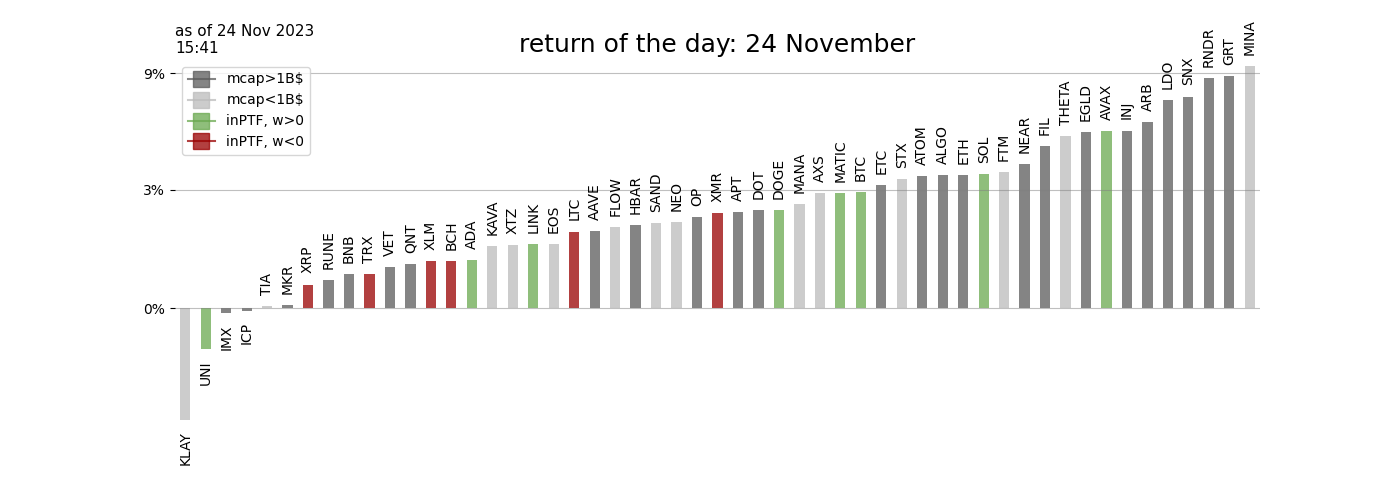 as of 24 Nov 2023
15:41
return of the day: 24 November
9%
3%
0%
mcap>1B$
mcap<1B$
inPTF, w>0
inPTF, w<0
KLAY
UNI
IMX
ICP
TIA
MKR
XRP
RUNE
BNB
TRX
VET
QNT
XLM
BCH
ADA
KAVA
XTZ
LINK
EOS
LTC
AAVE
FLOW
HBAR
SAND
NEO
OP
XMR
APT
DOT
DOGE
MANA
AXS
MATIC
BTC
ETC
STX
ATOM
ALGO
ETH
SOL
FTM
NEAR
FIL
THETA
EGLD
AVAX
INJ
ARB
LDO
SNX
RNDR
GRT
MINA